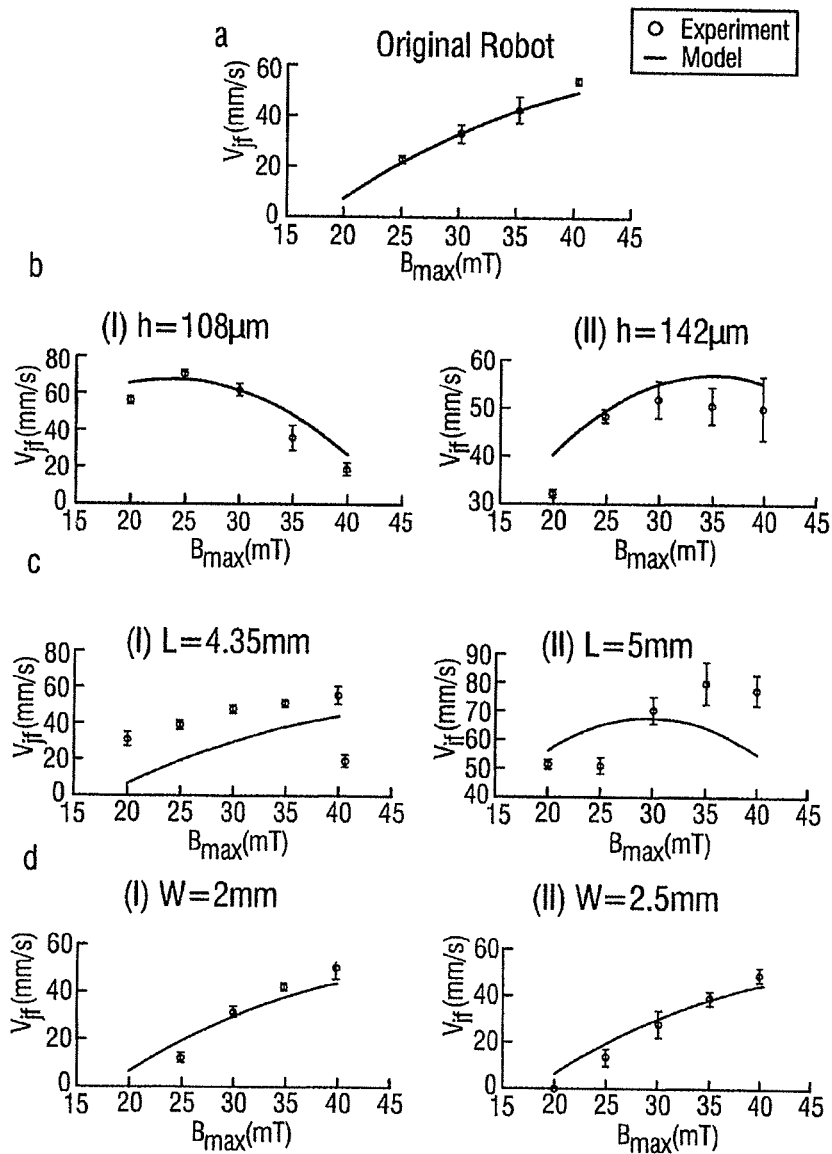 a
Original Robot
Experiment
Model
V_jf(mm/s)
60
40
20
0
15 20 25 30 35 40 45
B_max(mT)
b
(I) h=108μm
V_jf(mm/s)
80
60
40
20
0
15 20 25 30 35 40 45
B_max(mT)
(II) h=142μm
V_jf(mm/s)
60
50
40
30
15 20 25 30 35 40 45
B_max(mT)
c
(I) L=4.35mm
V_jf(mm/s)
80
60
40
20
0
15 20 25 30 35 40 45
B_max(mT)
(II) L=5mm
V_jf(mm/s)
90
80
70
60
50
40
15 20 25 30 35 40 45
B_max(mT)
d
(I) W=2mm
V_jf(mm/s)
60
40
20
0
15 20 25 30 35 40 45
B_max(mT)
(II) W=2.5mm
V_jf(mm/s)
60
40
20
0
15 20 25 30 35 40 45
B_max(mT)